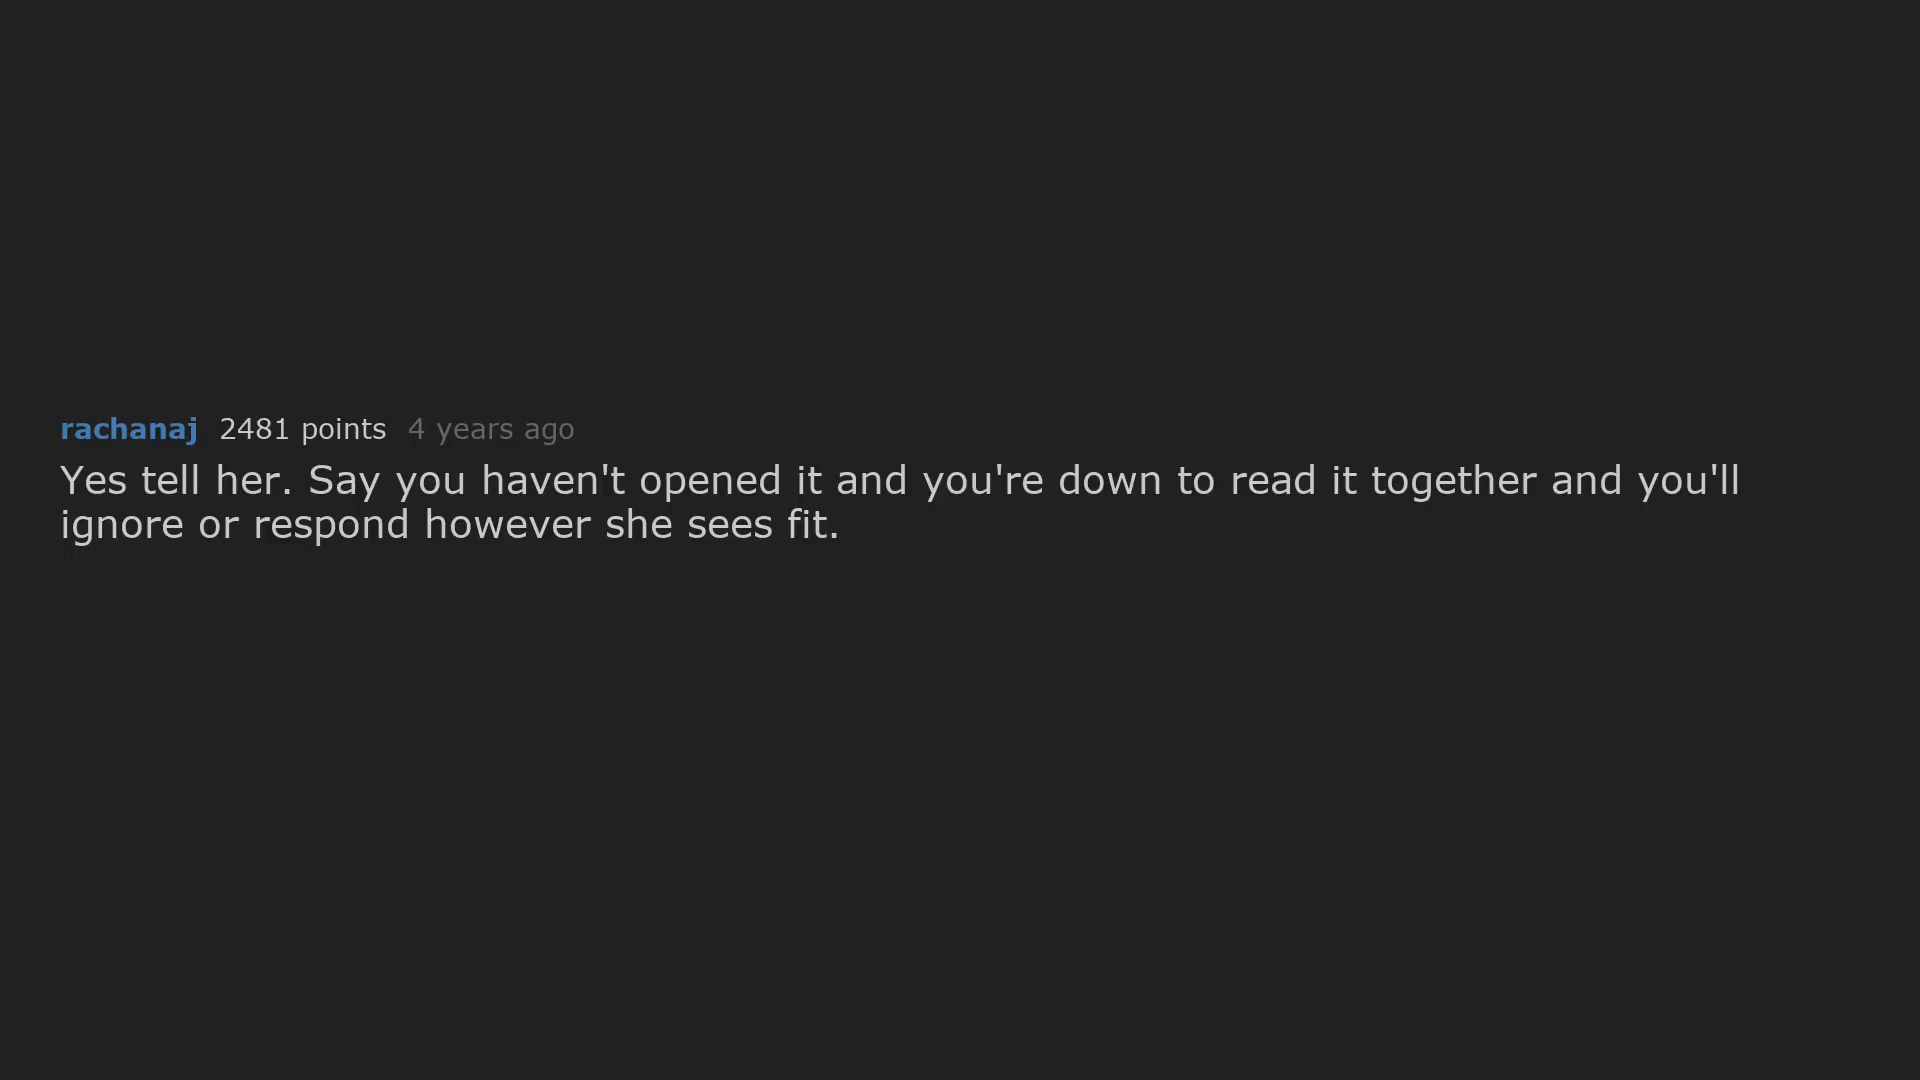 rachanaj 2481 points 4 years ago
Yes tell her. Say you haven't opened it and you're down to read it together and you'll
ignore or respond however she sees fit.